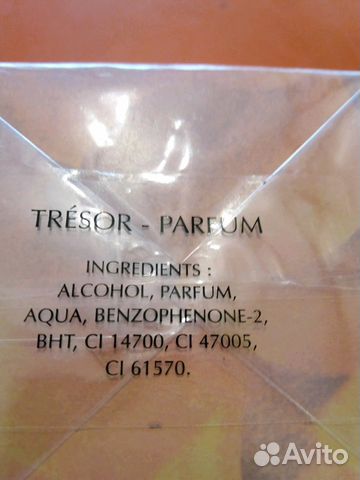 TRÉSOR - PARFUM
INGREDIENTS :
ALCOHOL, PARFUM,
AQUA, BENZOPHENONE-2,
BHT, CI 14700, CI 47005,
CI 61570.
Avito